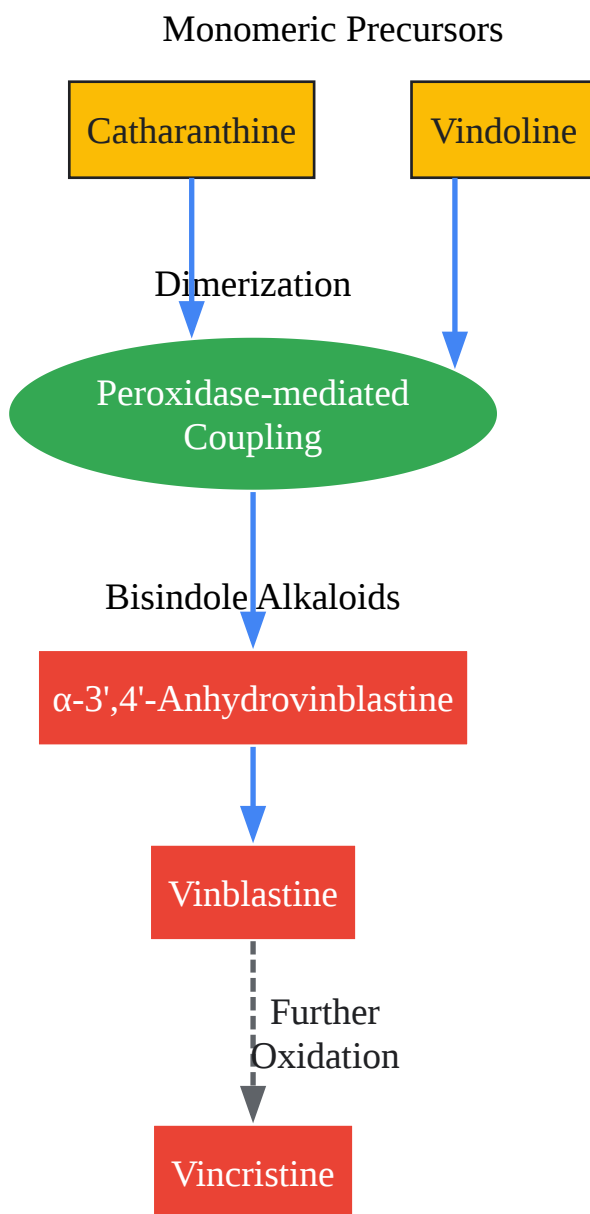 Monomeric Precursors
Catharanthine
Vindoline
Dimerization
Peroxidase-mediated
Coupling
Bisindole Alkaloids
α-3',4'-Anhydrovinblastine
Vinblastine
Further
Oxidation
Vincristine